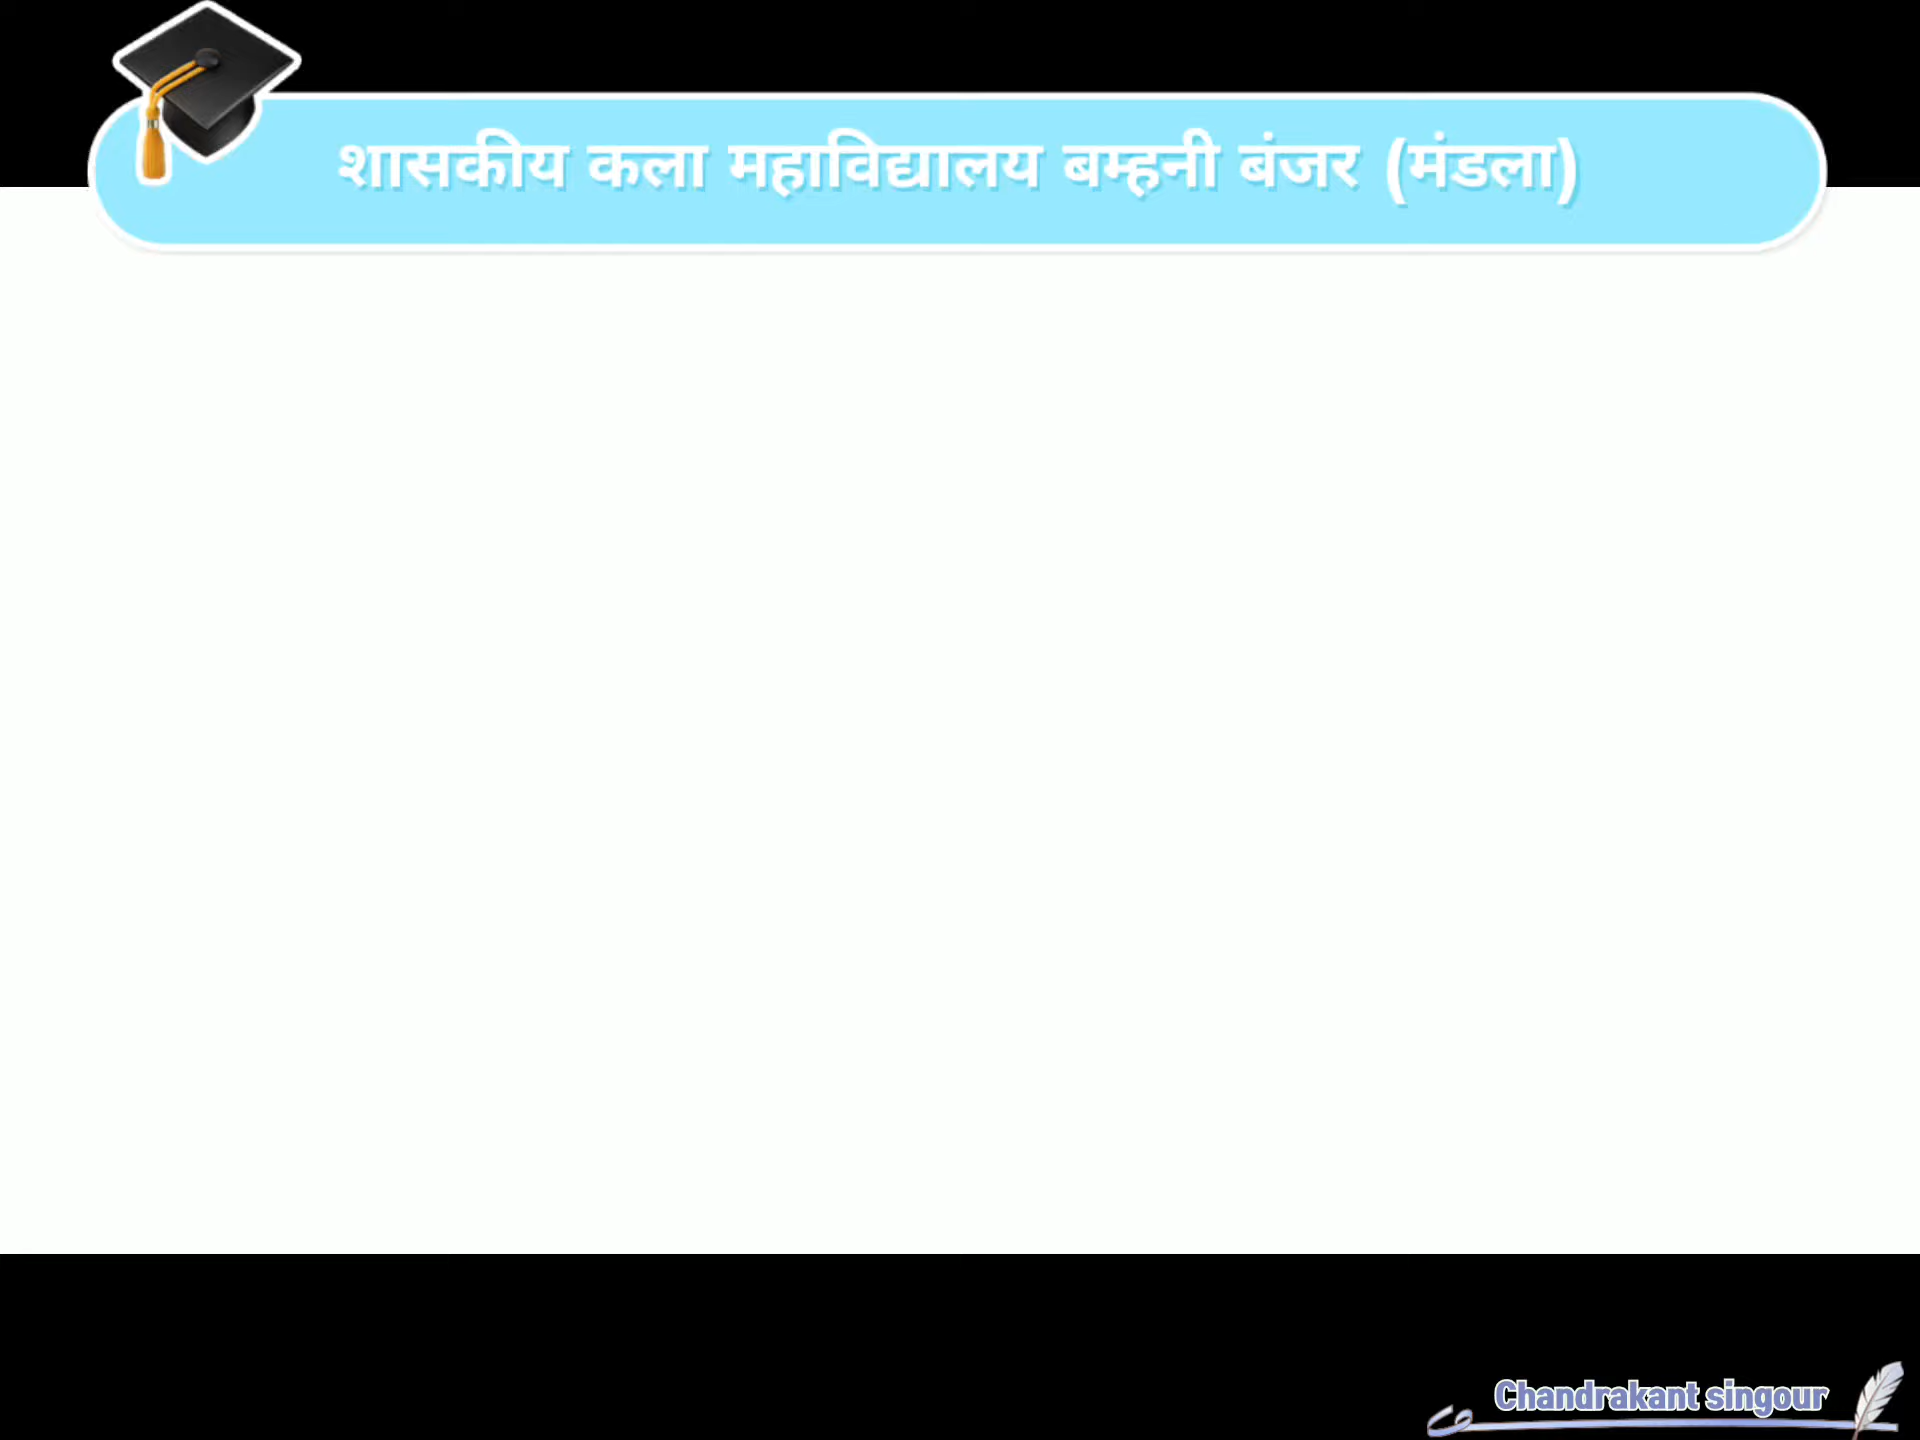 शासकीय कला महाविद्यालय बम्हनी बंजर (मंडला)
Chandrakant singour